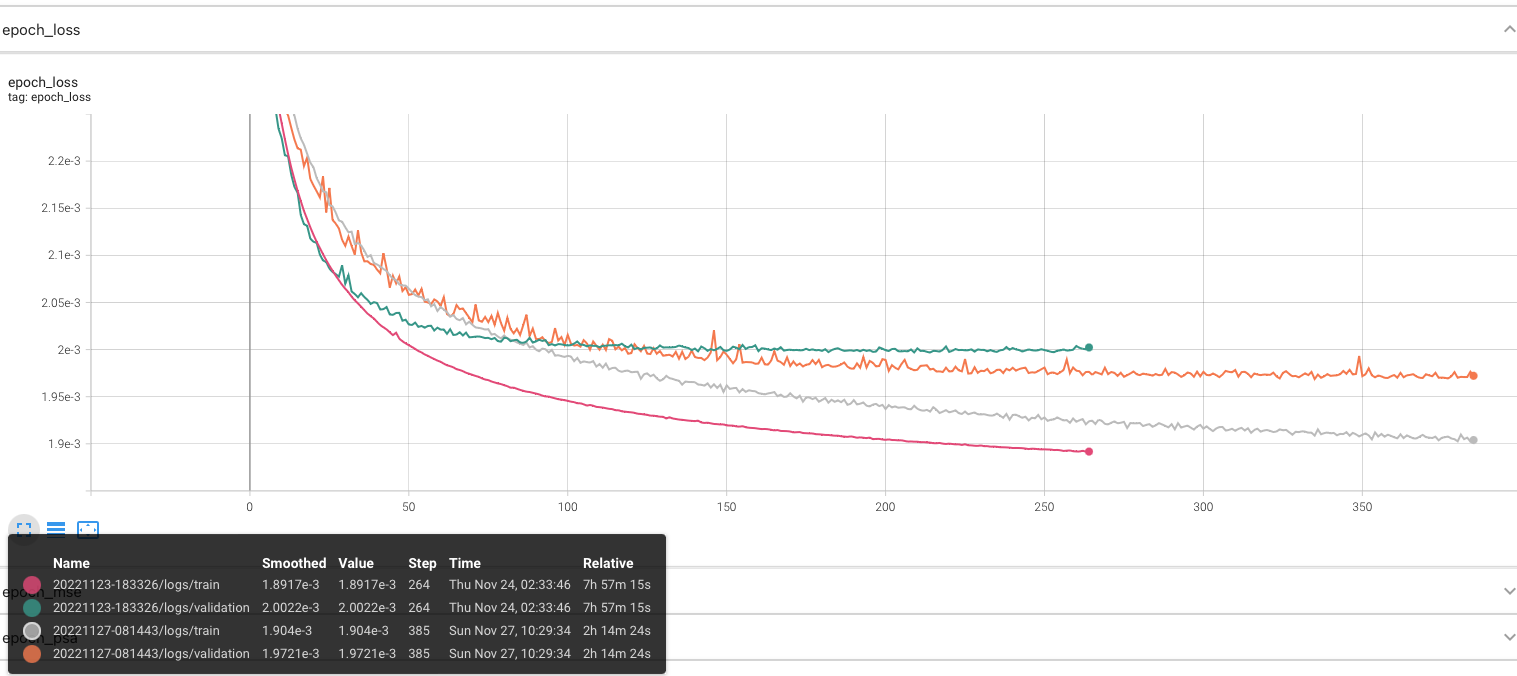 epoch_loss
epoch_loss
tag: epoch_loss
2.2e-3
2.15e-3
2.1e-3
2.05e-3
2e-3
1.95e-3
1.9e-3
0 50 100 150 200 250 300 350
Name Smoothed Value Step Time Relative
20221123-183326/logs/train 1.8917e-3 1.8917e-3 264 Thu Nov 24, 02:33:46 7h 57m 15s
epoch_mse
20221123-183326/logs/validation 2.0022e-3 2.0022e-3 264 Thu Nov 24, 02:33:46 7h 57m 15s
20221127-081443/logs/train 1.904e-3 1.904e-3 385 Sun Nov 27, 10:29:34 2h 14m 24s
epoch_psa
20221127-081443/logs/validation 1.9721e-3 1.9721e-3 385 Sun Nov 27, 10:29:34 2h 14m 24s